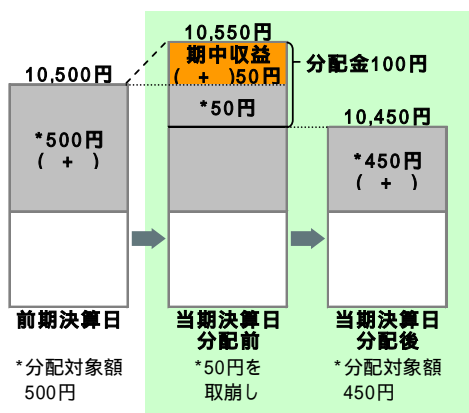 10,550円
期中収益
( + )50円
分配金100円
10,500円
*50円
10,450円
*500円
( + )
*450円
( + )
前期決算日
当期決算日
分配前
当期決算日
分配後
*分配対象額
500円
*50円を
取崩し
*分配対象額
450円